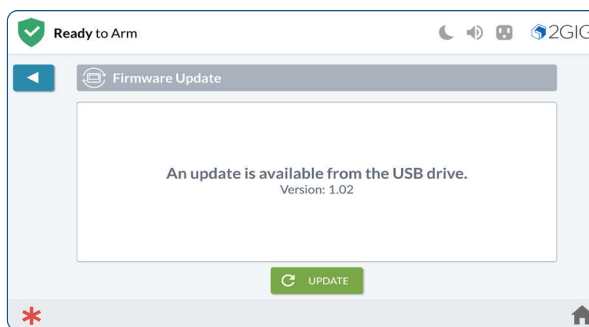 Ready to Arm
2GIG
Firmware Update
An update is available from the USB drive.
Version: 1.02
UPDATE